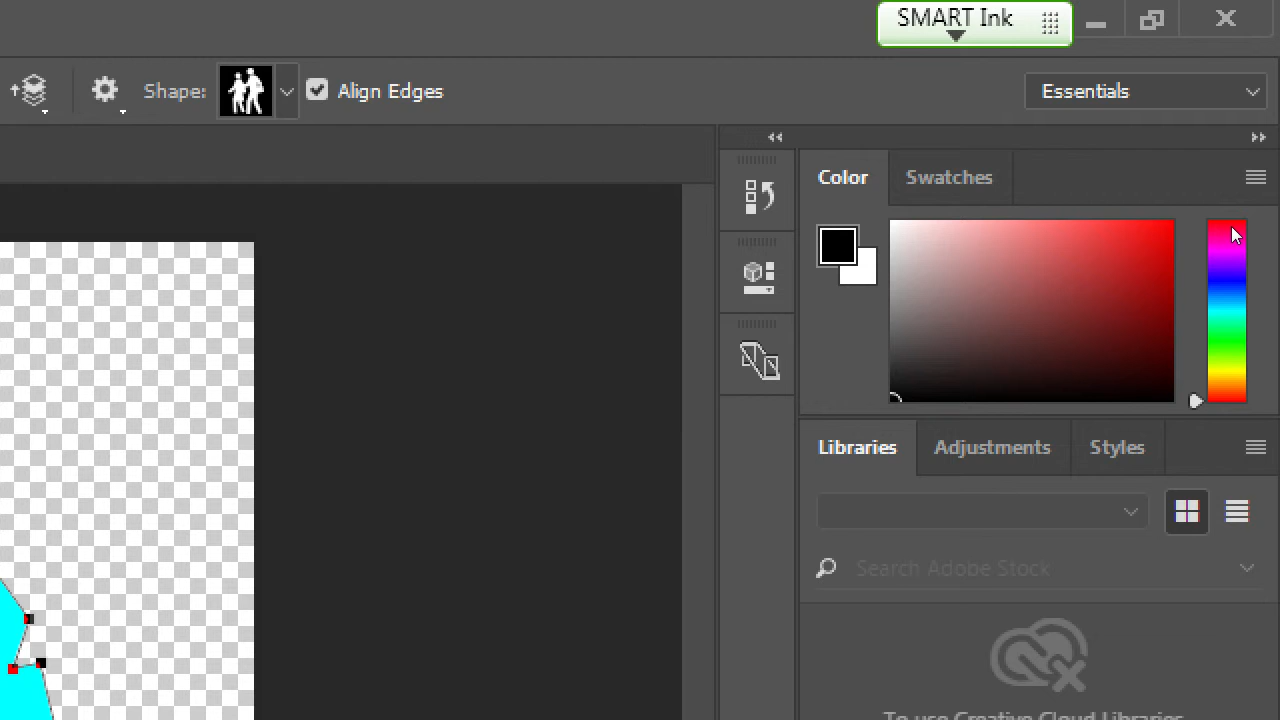 SMART Ink
Shape:
Align Edges
Essentials
Color
Swatches
Libraries
Adjustments
Styles
Search Adobe Stock
To use Creative Cloud Libraries